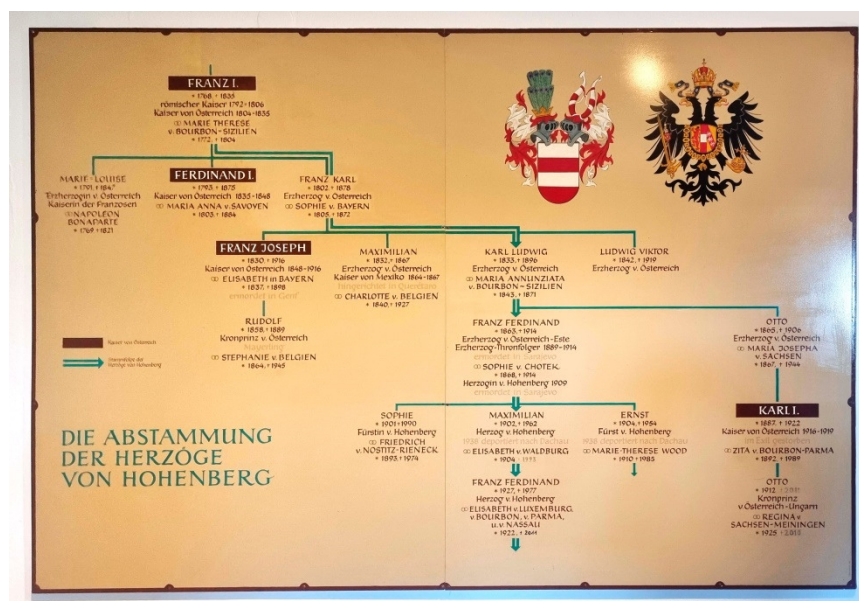 FRANZ I.
* 1768, + 1835
römischer Kaiser 1792-1806
Kaiser von Österreich 1804-1835
∞ MARIE THERESE
v. BOURBON-SIZILIEN
* 1772, + 1804
MARIE-LOUISE
* 1791, + 1847
Erzherzogin v. Österreich
Kaiserin der Franzosen
∞ NAPOLEON
BONAPARTE
* 1769 + 1821
FERDINAND I.
* 1793, + 1875
Kaiser von Österreich 1835-1848
∞ MARIA ANNA v. SAVOYEN
* 1803, + 1884
FRANZ KARL
* 1802 + 1878
Erzherzog v. Österreich
∞ SOPHIE v. BAYERN
* 1805, + 1872
FRANZ JOSEPH
* 1830, + 1916
Kaiser von Österreich 1848-1916
∞ ELISABETH in BAYERN
* 1837, + 1898
ermordet in Genf
MAXIMILIAN
* 1832, + 1867
Erzherzog v. Österreich
Kaiser von Mexiko 1864-1867
hingerichtet in Queretaro
∞ CHARLOTTE v. BELGIEN
* 1840, + 1927
KARL LUDWIG
* 1833, + 1896
Erzherzog v. Österreich
∞ MARIA ANNUNZIATA
v. BOURBON-SIZILIEN
* 1843, + 1871
LUDWIG VIKTOR
* 1842, + 1919
Erzherzog v. Österreich
RUDOLF
* 1858, + 1889
Kronprinz v. Österreich
Mayerling
∞ STEPHANIE v. BELGIEN
* 1864, + 1945
FRANZ FERDINAND
* 1863, + 1914
Erzherzog v. Österreich-Este
Erzherzog-Thronfolger 1889-1914
ermordet in Sarajevo
∞ SOPHIE v. CHOTEK
* 1868, + 1914
Herzogin v. Hohenberg 1909
ermordet in Sarajevo
OTTO
* 1865, + 1906
Erzherzog v. Österreich
∞ MARIA JOSEPHA
v. SACHSEN
* 1867, + 1944
Kaiser von Österreich
Herzöge von Hohenberg
SOPHIE
* 1901 + 1990
Fürstin v. Hohenberg
∞ FRIEDRICH
v. NOSTITZ-RIENECK
* 1893, + 1974
MAXIMILIAN
* 1902, + 1962
Herzog v. Hohenberg
1938 deportiert nach Dachau
∞ ELISABETH v. WALDBURG
* 1904 + 1993
ERNST
* 1904, + 1954
Fürst v. Hohenberg
1938 deportiert nach Dachau
∞ MARIE-THERESE WOOD
* 1910 + 1985
KARL I.
* 1887, + 1922
Kaiser von Österreich 1916-1919
im Exil gestorben
∞ ZITA v. BOURBON-PARMA
* 1892, + 1989
FRANZ FERDINAND
* 1927, + 1977
Herzog v. Hohenberg
∞ ELISABETH v. LUXEMBURG,
v. BOURBON, v. PARMA,
u. v. NASSAU
* 1922, + 2011
OTTO
* 1912 + 2011
Kronprinz
v. Österreich-Ungarn
∞ REGINA v.
SACHSEN-MEININGEN
* 1925
DIE ABSTAMMUNG
DER HERZÖGE
VON HOHENBERG